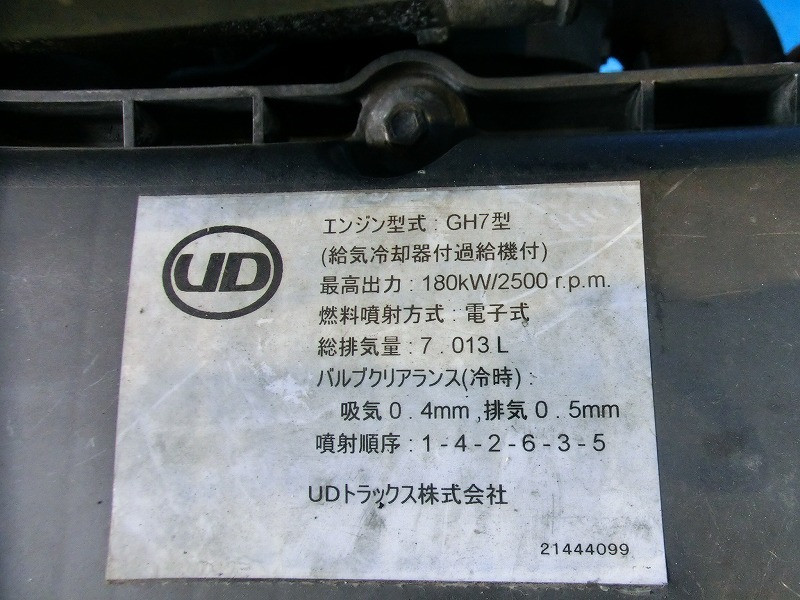 UD
エンジン型式 : GH7型
(給気冷却器付過給機付)
最高出力 : 180kW/2500 r.p.m.
燃料噴射方式 : 電子式
総排気量 : 7 . 013 L
バルブクリアランス(冷時) :
吸気 0 . 4mm ,排気 0 . 5mm
噴射順序 : 1 - 4 - 2 - 6 - 3 - 5
UDトラックス株式会社
21444099